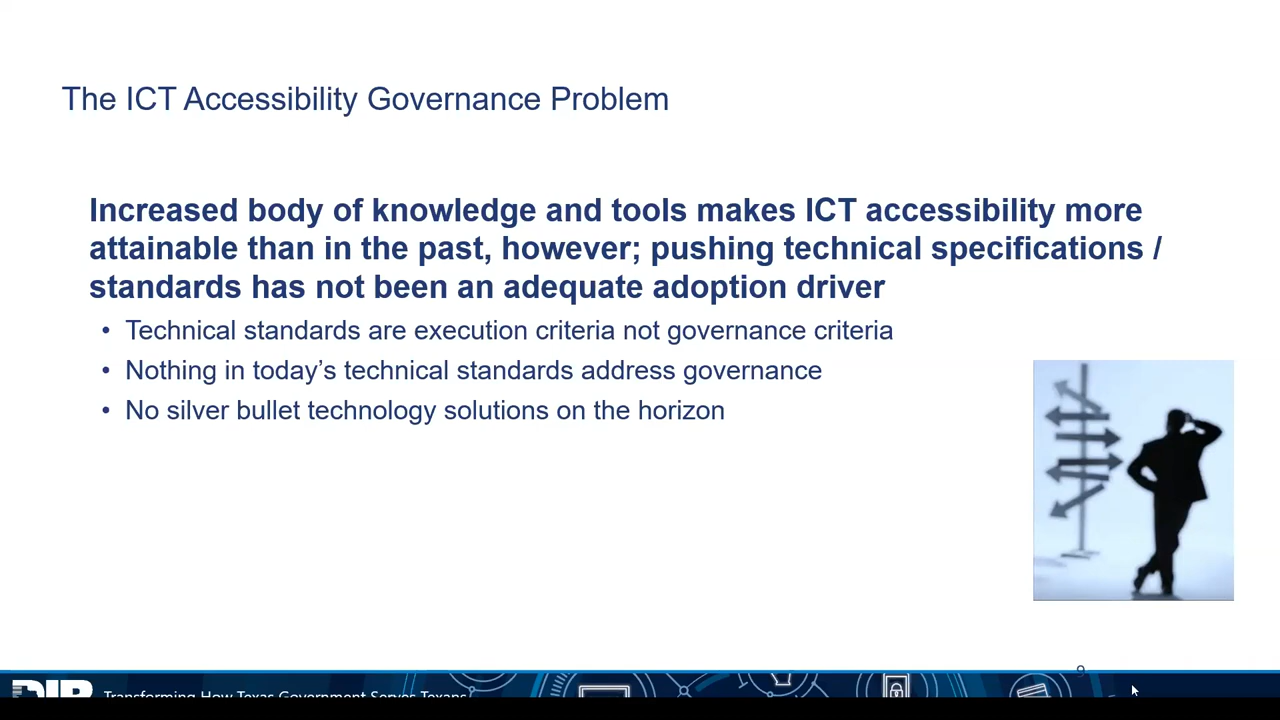 The ICT Accessibility Governance Problem
Increased body of knowledge and tools makes ICT accessibility more
attainable than in the past, however; pushing technical specifications /
standards has not been an adequate adoption driver
• Technical standards are execution criteria not governance criteria
• Nothing in today’s technical standards address governance
• No silver bullet technology solutions on the horizon
9
DIR Transforming How Texas Government Serves Texans